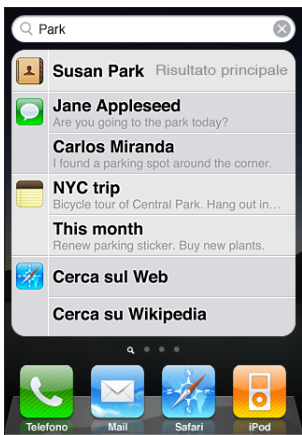 Park
Susan Park Risultato principale
Jane Appleseed
Are you going to the park today?
Carlos Miranda
I found a parking spot around the corner.
NYC trip
Bicycle tour of Central Park. Hang out in…
This month
Renew parking sticker. Buy new plants.
Cerca sul Web
Cerca su Wikipedia
Telefono Mail Safari iPod